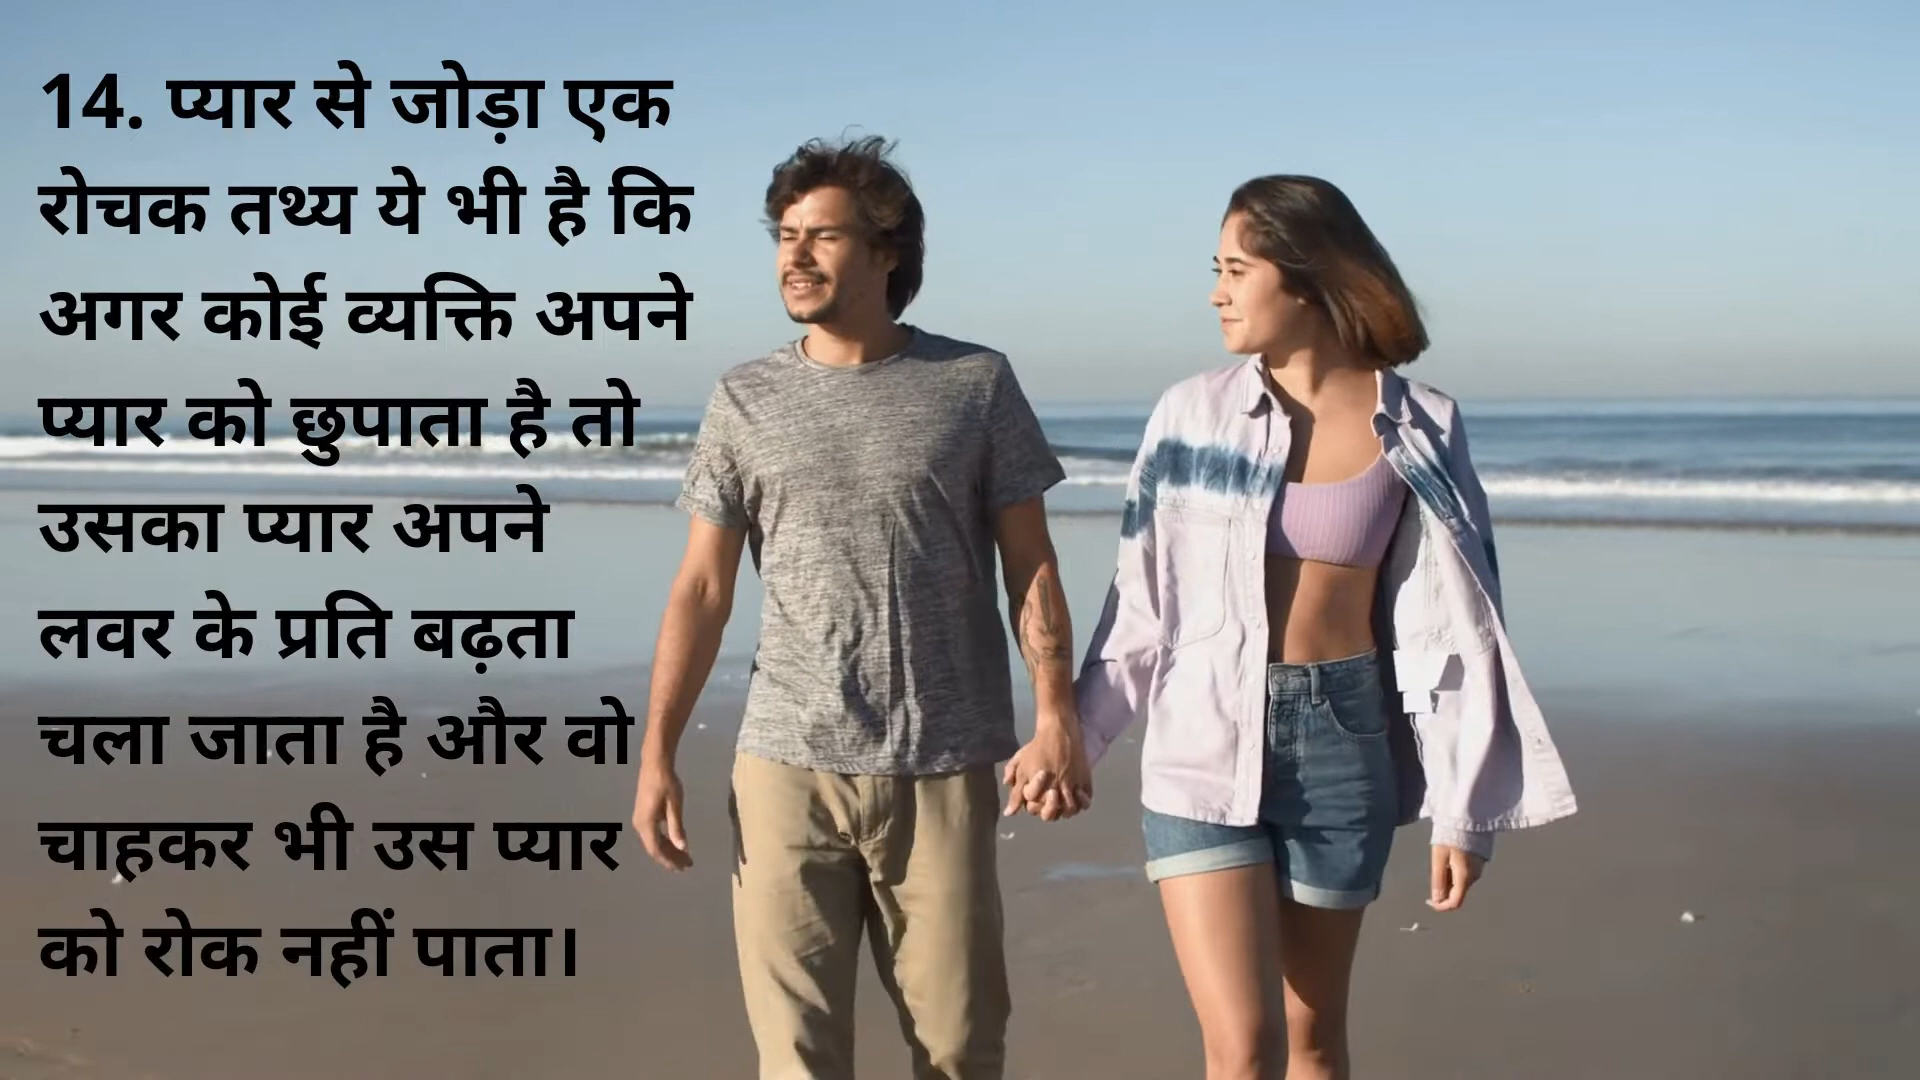 14. प्यार से जोड़ा एक
रोचक तथ्य ये भी है कि
अगर कोई व्यक्ति अपने
प्यार को छुपाता है तो
उसका प्यार अपने
लवर के प्रति बढ़ता
चला जाता है और वो
चाहकर भी उस प्यार
को रोक नहीं पाता।